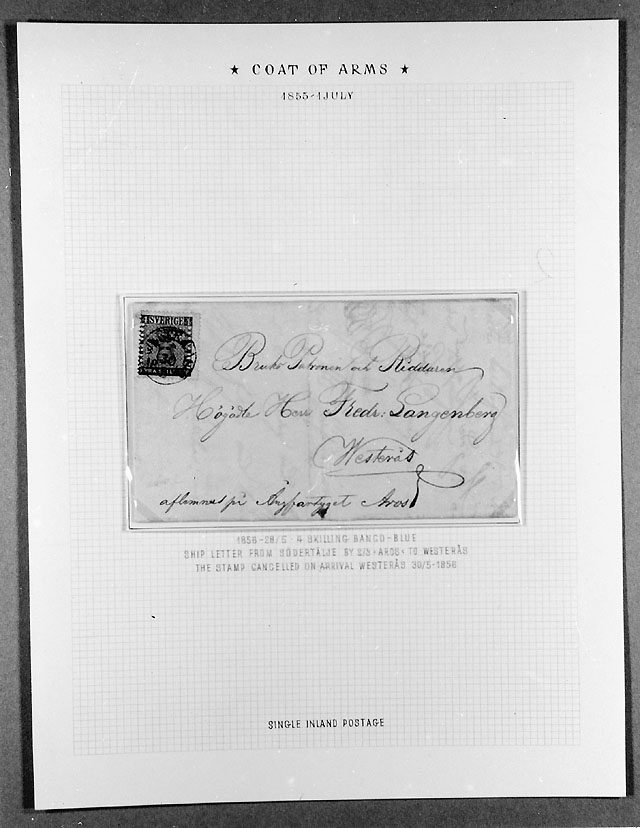 ★ COAT OF ARMS ★
1855-1 JULY
SVERIGE
Bruks Patronen och Riddaren
Högädle Herr Fredr: Langenberg
Westerås
aflemnas på Ångfartyget Aros
1856-28/5 4 SKILLING BANCO-BLUE
SHIP LETTER FROM SÖDERTÄLJE BY S/S >AROS< TO WESTERÅS
THE STAMP CANCELLED ON ARRIVAL WESTERÅS 30/5-1856
SINGLE INLAND POSTAGE